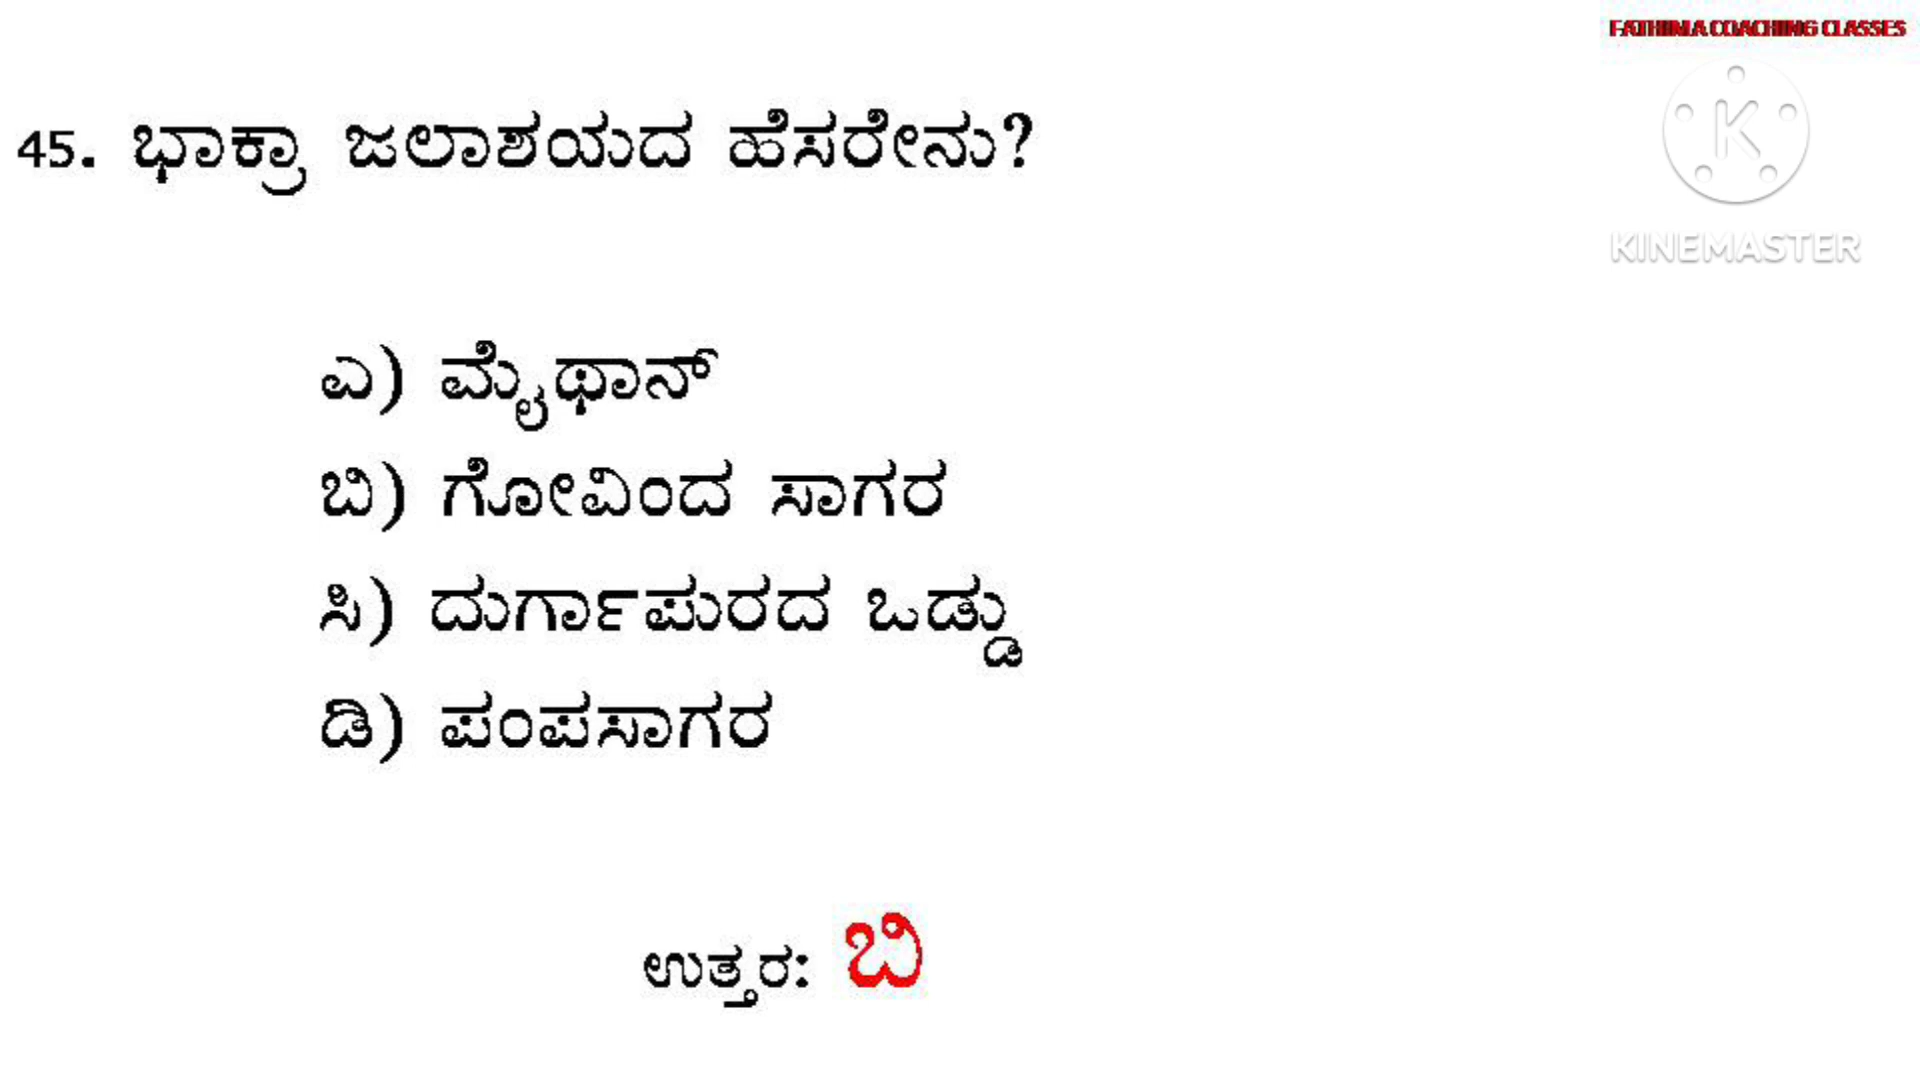 FATHIMA COACHING CLASSES
45. ಭಾಕ್ರಾ ಜಲಾಶಯದ ಹೆಸರೇನು?
KINEMASTER
ಎ) ಮೈಥಾನ್
ಬಿ) ಗೋವಿಂದ ಸಾಗರ
ಸಿ) ದುರ್ಗಾಪುರದ ಒಡ್ಡು
ಡಿ) ಪಂಪಸಾಗರ
ಉತ್ತರ: ಬಿ